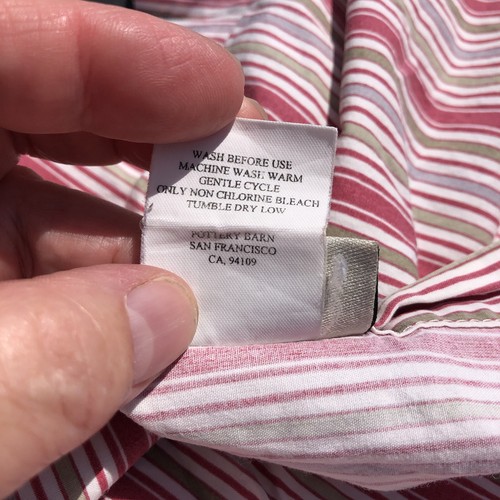 WASH BEFORE USE
MACHINE WASH WARM
GENTLE CYCLE
ONLY NON CHLORINE BLEACH
TUMBLE DRY LOW
POTTERY BARN
SAN FRANCISCO
CA, 94109